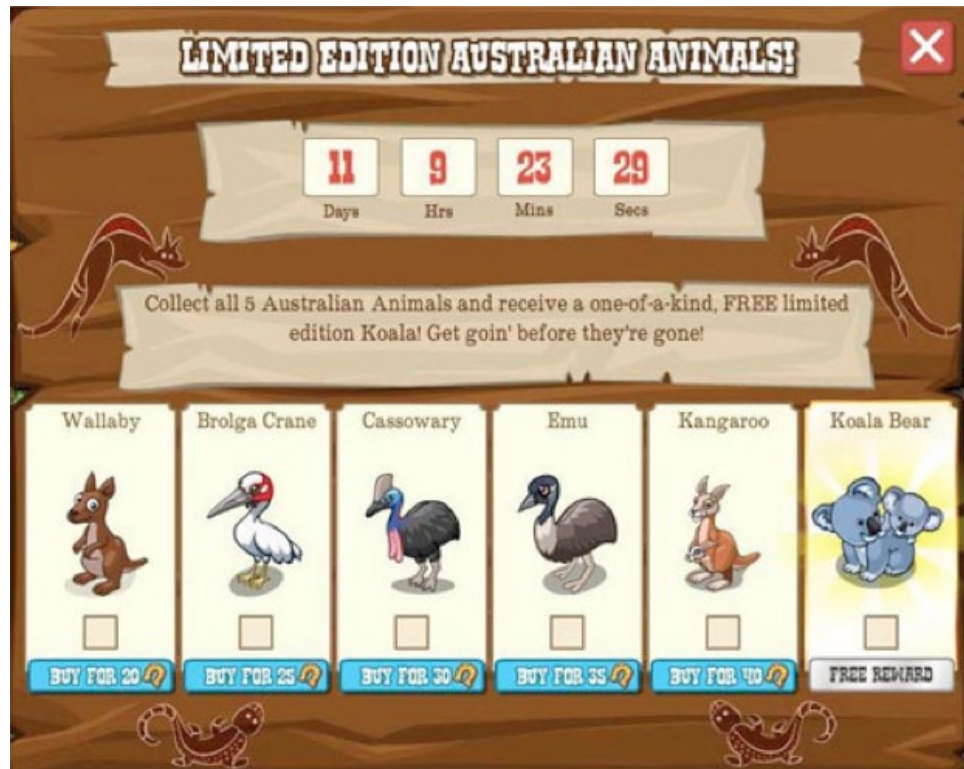 LIMITED EDITION AUSTRALIAN ANIMALS!
11 9 23 29
Days Hrs Mins Secs
Collect all 5 Australian Animals and receive a one-of-a-kind, FREE limited
edition Koala! Get goin' before they're gone!
Wallaby Brolga Crane Cassowary Emu Kangaroo Koala Bear
BUY FOR 20 BUY FOR 25 BUY FOR 30 BUY FOR 35 BUY FOR 40 FREE REWARD